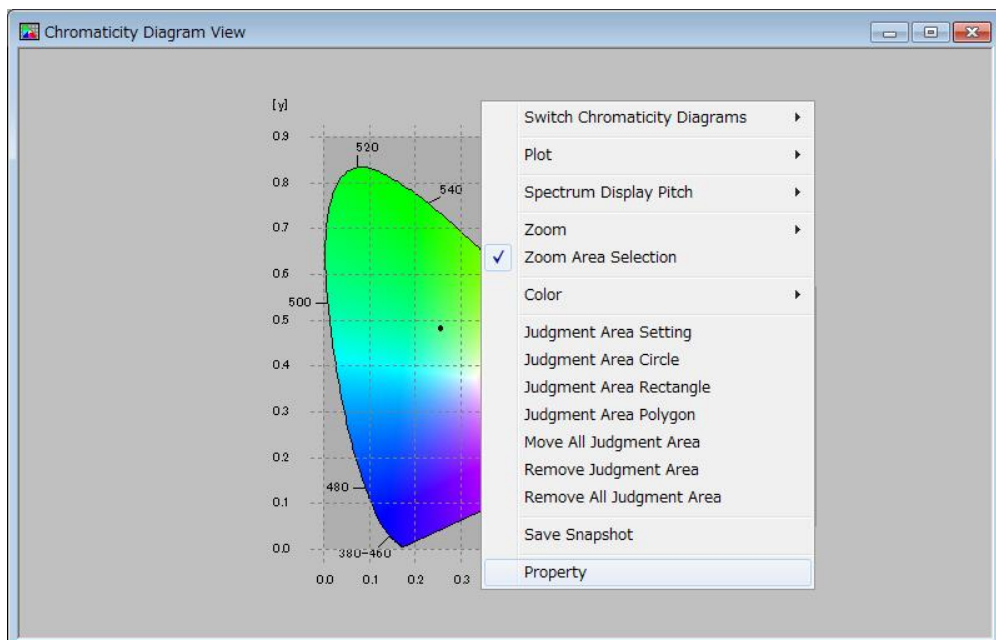 Chromaticity Diagram View
[y]
0.9
0.8
0.7
0.6
0.5
0.4
0.3
0.2
0.1
0.0
520
540
500
480
380-460
0.0 0.1 0.2 0.3
Switch Chromaticity Diagrams
Plot
Spectrum Display Pitch
Zoom
Zoom Area Selection
Color
Judgment Area Setting
Judgment Area Circle
Judgment Area Rectangle
Judgment Area Polygon
Move All Judgment Area
Remove Judgment Area
Remove All Judgment Area
Save Snapshot
Property